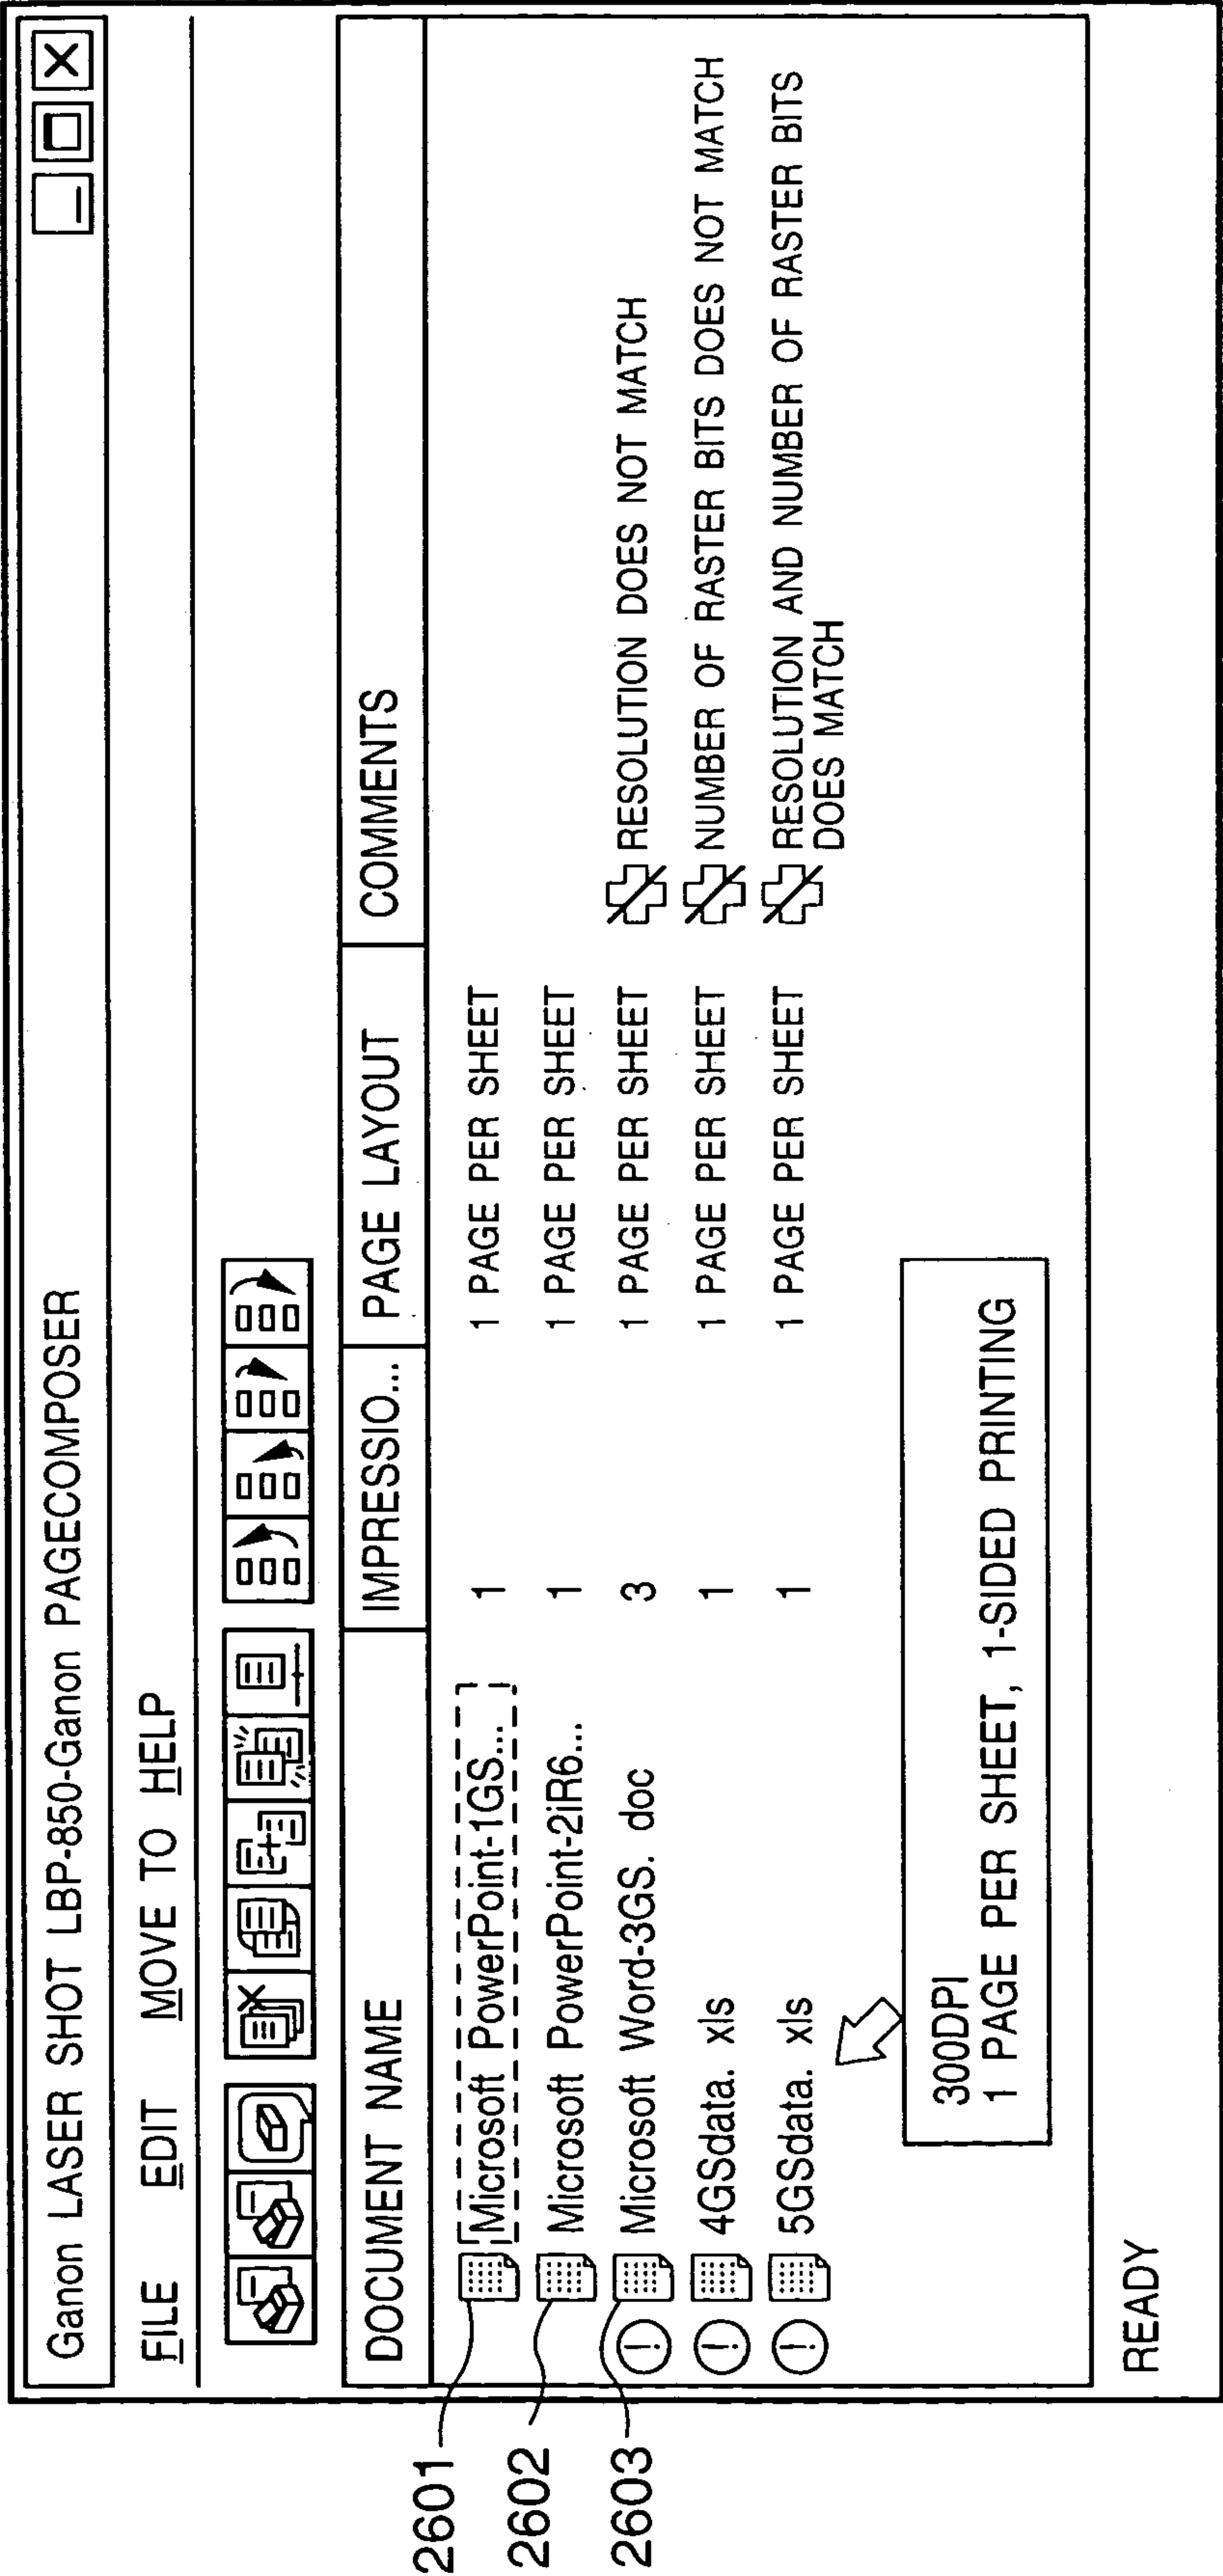 Ganon LASER SHOT LBP-850-Ganon PAGECOMPOSER
FILE EDIT MOVE TO HELP
DOCUMENT NAME IMPRESSIO... PAGE LAYOUT COMMENTS
2601 Microsoft PowerPoint-1GS... 1 1 PAGE PER SHEET
2602 Microsoft PowerPoint-2iR6... 1 1 PAGE PER SHEET
2603 Microsoft Word-3GS. doc 3 1 PAGE PER SHEET RESOLUTION DOES NOT MATCH
4GSdata. xls 1 1 PAGE PER SHEET NUMBER OF RASTER BITS DOES NOT MATCH
5GSdata. xls 1 1 PAGE PER SHEET RESOLUTION AND NUMBER OF RASTER BITS
DOES MATCH
300DPI
1 PAGE PER SHEET, 1-SIDED PRINTING
READY